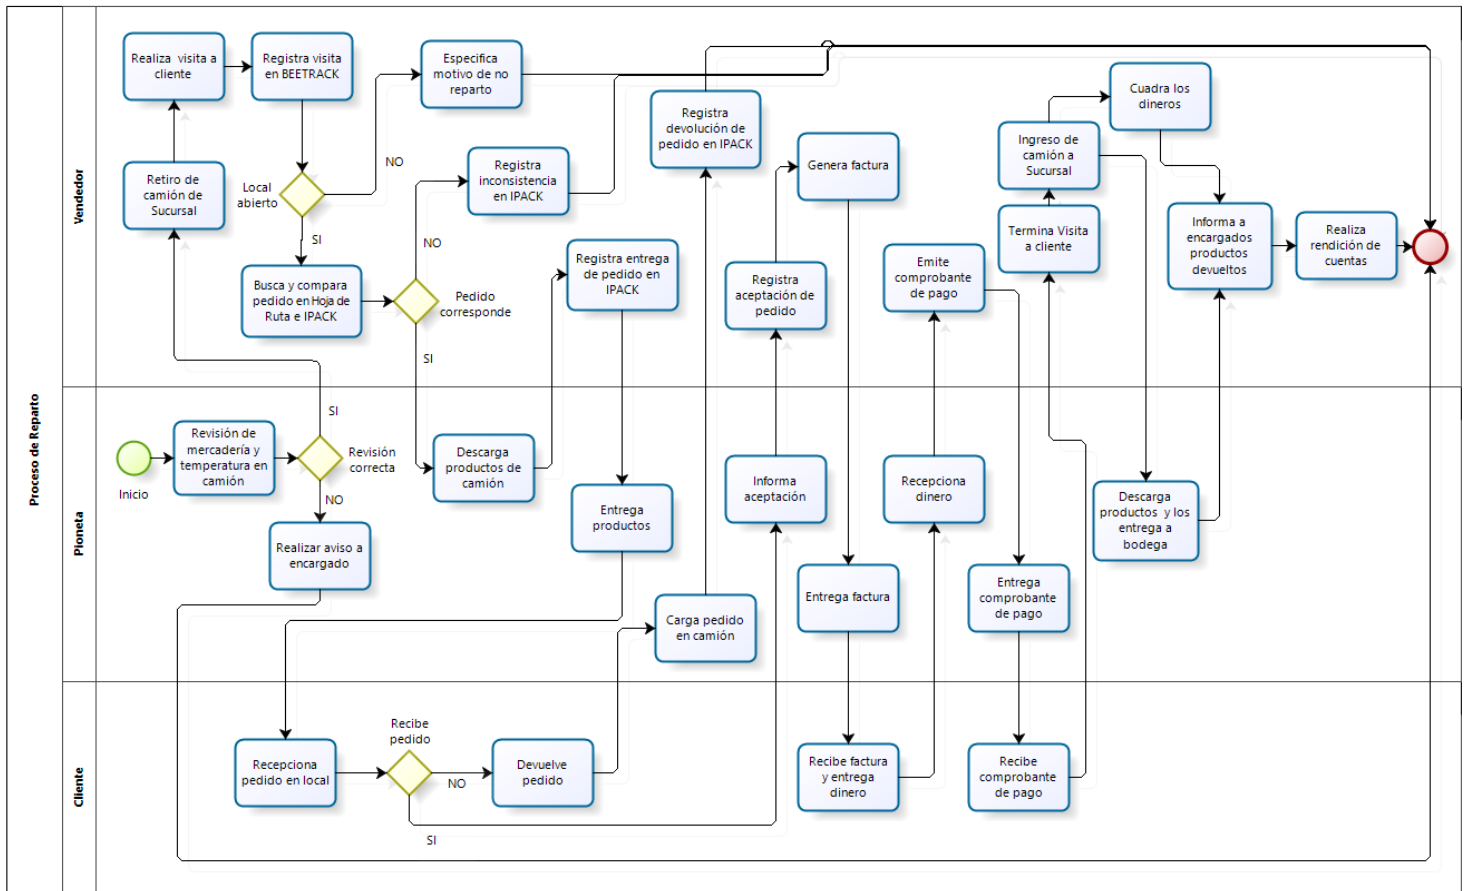 Proceso de Reparto
Vendedor
Realiza visita a
cliente
Registra visita
en BEETRACK
Especifica
motivo de no
reparto
NO
Retiro de
camión de
Sucursal
Local
abierto
SI
Registra
inconsistencia
en IPACK
NO
Busca y compara
pedido en Hoja de
Ruta e IPACK
Pedido
corresponde
SI
Registra entrega
de pedido en
IPACK
Registra
devolución de
pedido en IPACK
Genera factura
Registra
aceptación de
pedido
Emite
comprobante
de pago
Cuadra los
dineros
Ingreso de
camión a
Sucursal
Termina Visita
a cliente
Informa a
encargados
productos
devueltos
Realiza
rendición de
cuentas
Pioneta
Inicio
Revisión de
mercadería y
temperatura en
camión
SI
Revisión
correcta
NO
Realizar aviso a
encargado
Descarga
productos de
camión
Entrega
productos
Carga pedido
en camión
Informa
aceptación
Recepciona
dinero
Entrega factura
Entrega
comprobante
de pago
Descarga
productos y los
entrega a
bodega
Cliente
Recepciona
pedido en local
Recibe
pedido
NO
SI
Devuelve
pedido
Recibe factura
y entrega
dinero
Recibe
comprobante
de pago